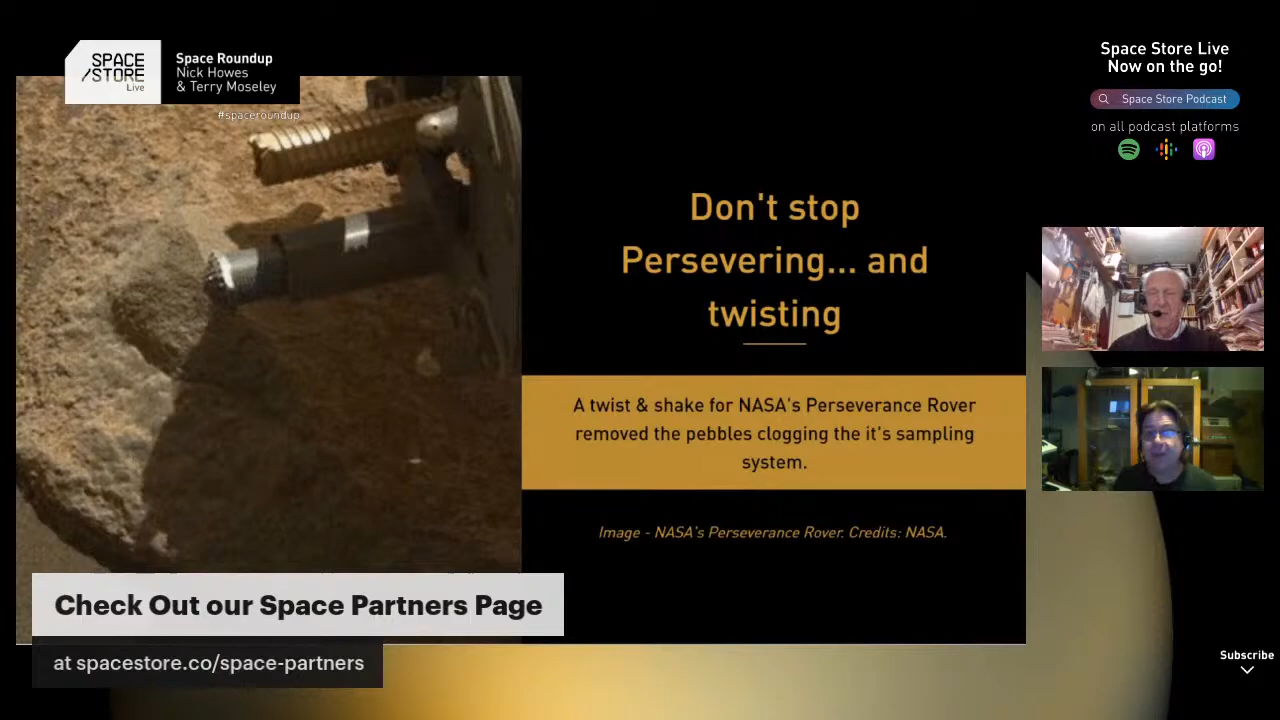 SPACE
/STORE
Live
Space Roundup
Nick Howes
& Terry Moseley
#spaceroundup
Space Store Live
Now on the go!
Space Store Podcast
on all podcast platforms
Don't stop
Persevering... and
twisting
A twist & shake for NASA's Perseverance Rover
removed the pebbles clogging the it's sampling
system.
Image - NASA's Perseverance Rover. Credits: NASA.
Check Out our Space Partners Page
at spacestore.co/space-partners
Subscribe